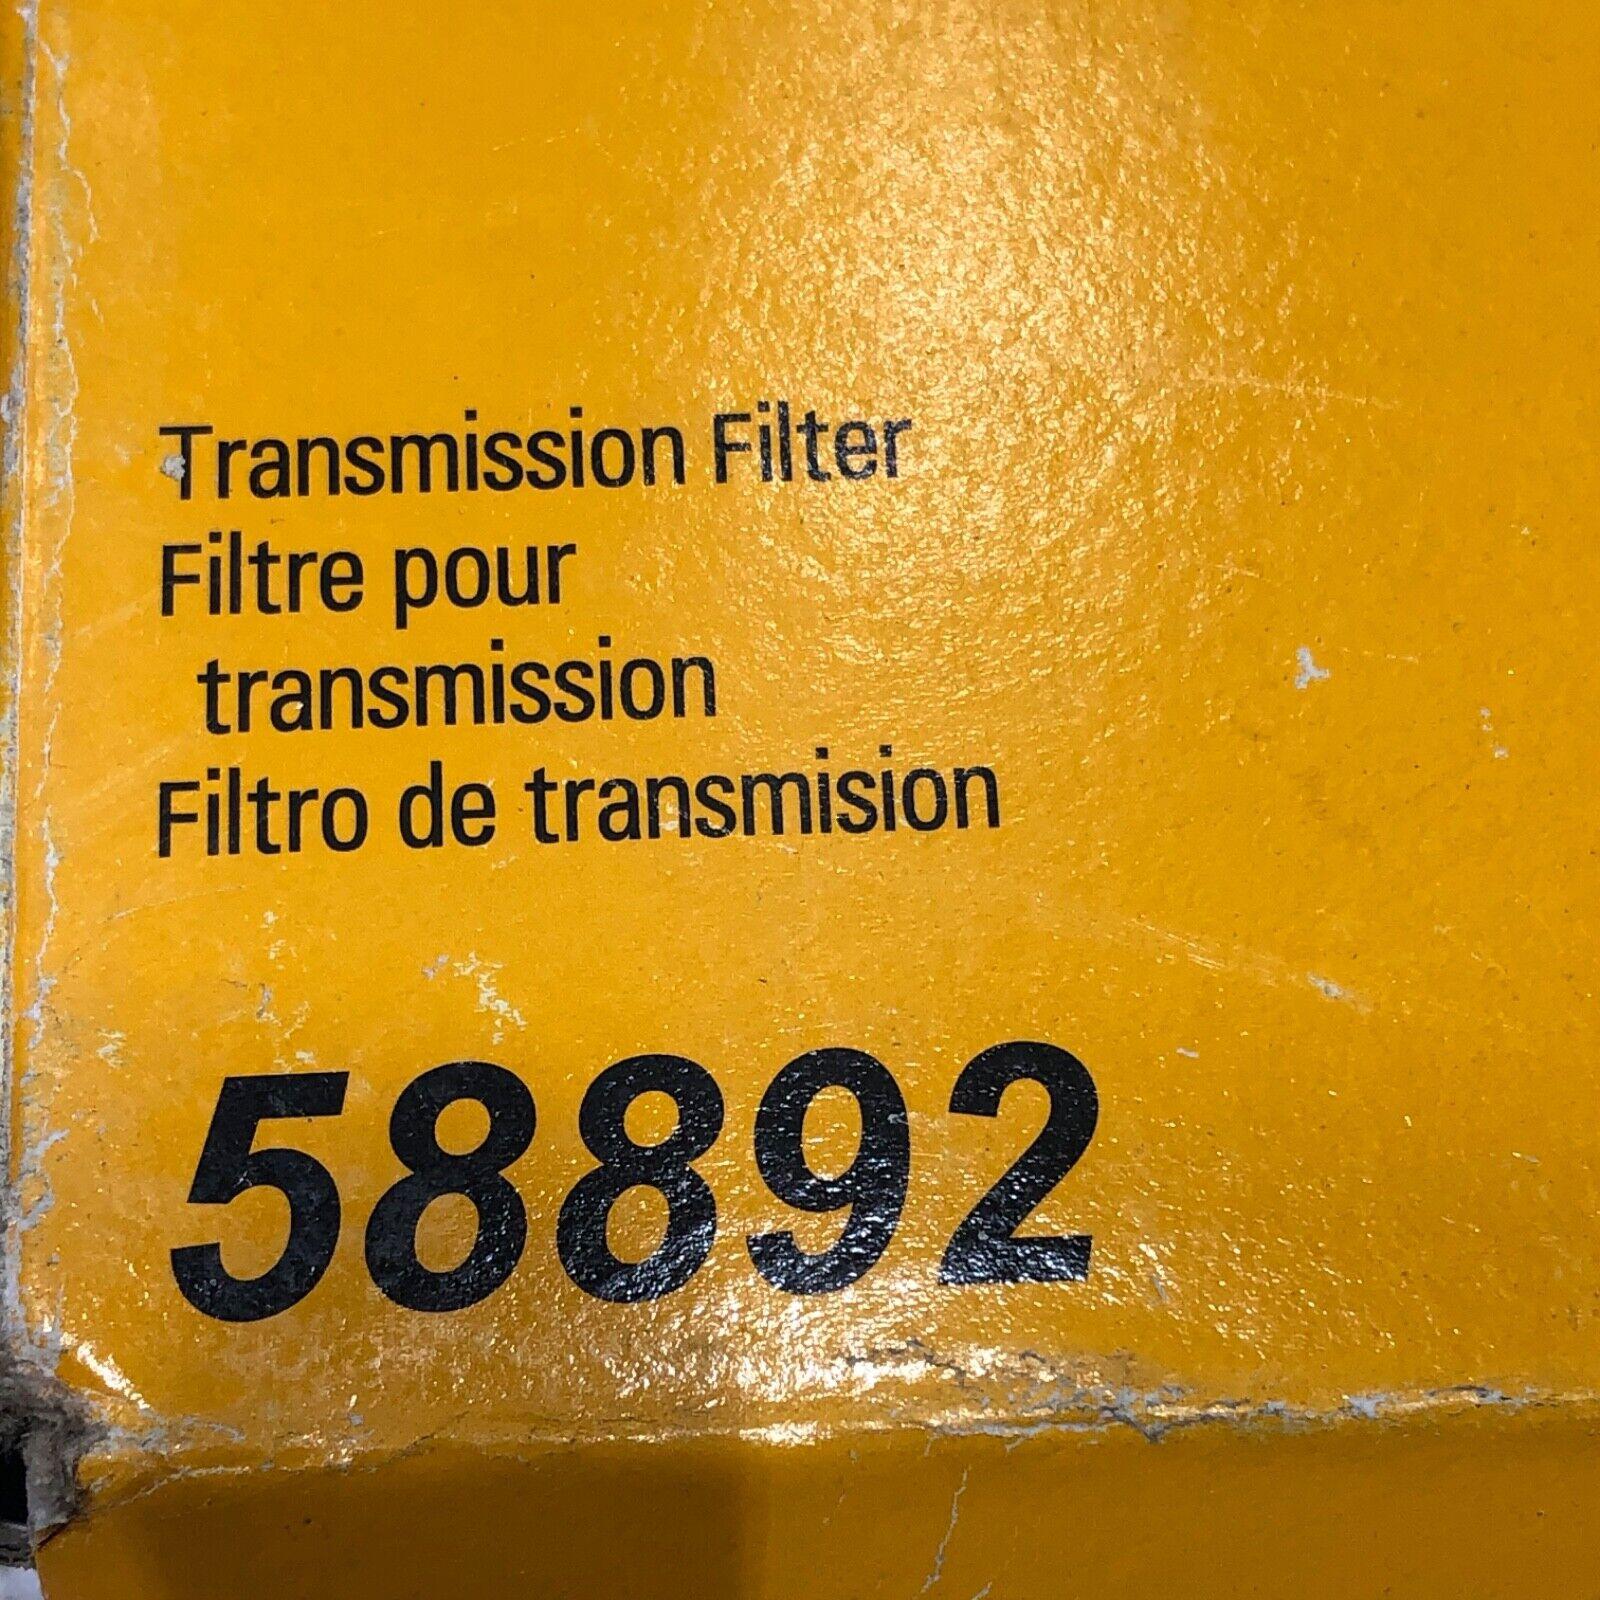 Transmission Filter
Filtre pour
transmission
Filtro de transmision
58892